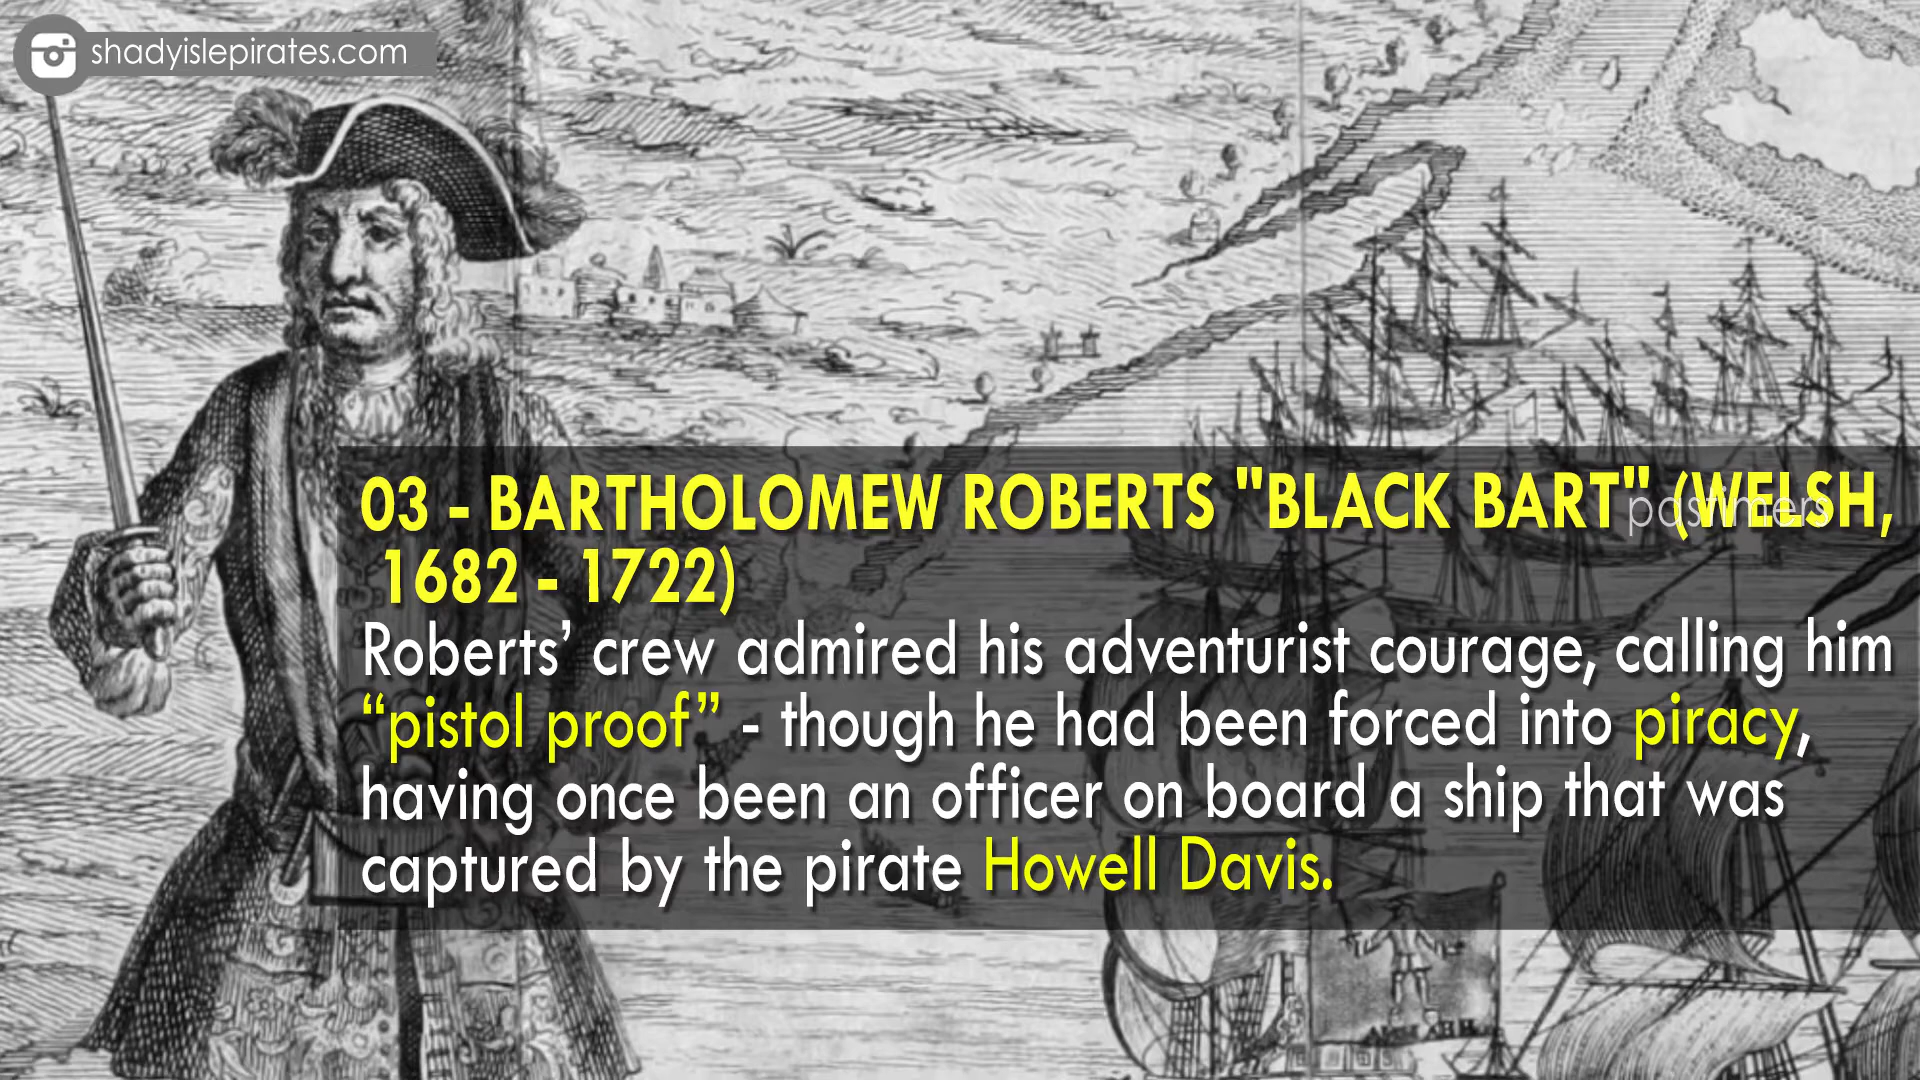 shadyislepirates.com
03 - BARTHOLOMEW ROBERTS "BLACK BART" (WELSH,
1682 - 1722)
pastimers
Roberts’ crew admired his adventurist courage, calling him
“pistol proof” - though he had been forced into piracy,
having once been an officer on board a ship that was
captured by the pirate Howell Davis.